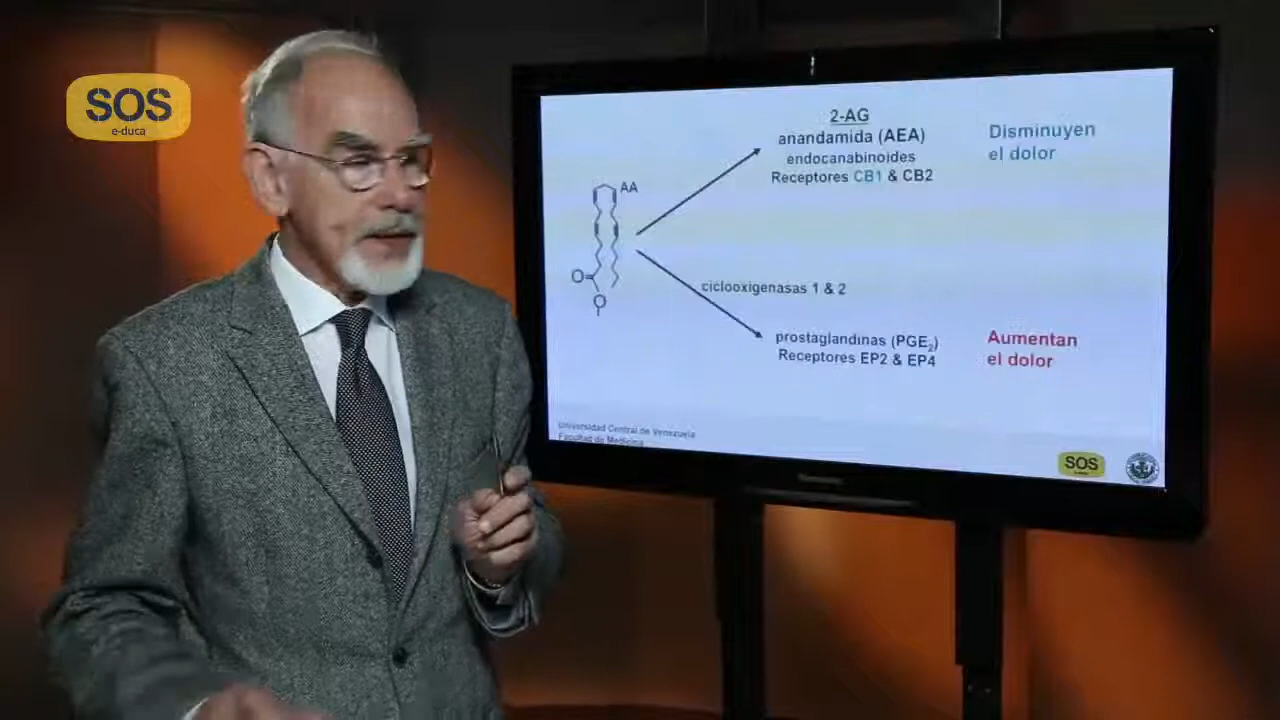 SOS
e-duca
2-AG
anandamida (AEA)
endocanabinoides
Receptores CB1 & CB2
Disminuyen
el dolor
AA
O
O
ciclooxigenasas 1 & 2
prostaglandinas (PGE2)
Receptores EP2 & EP4
Aumentan
el dolor
Universidad Central de Venezuela
Facultad de Medicina
SOS